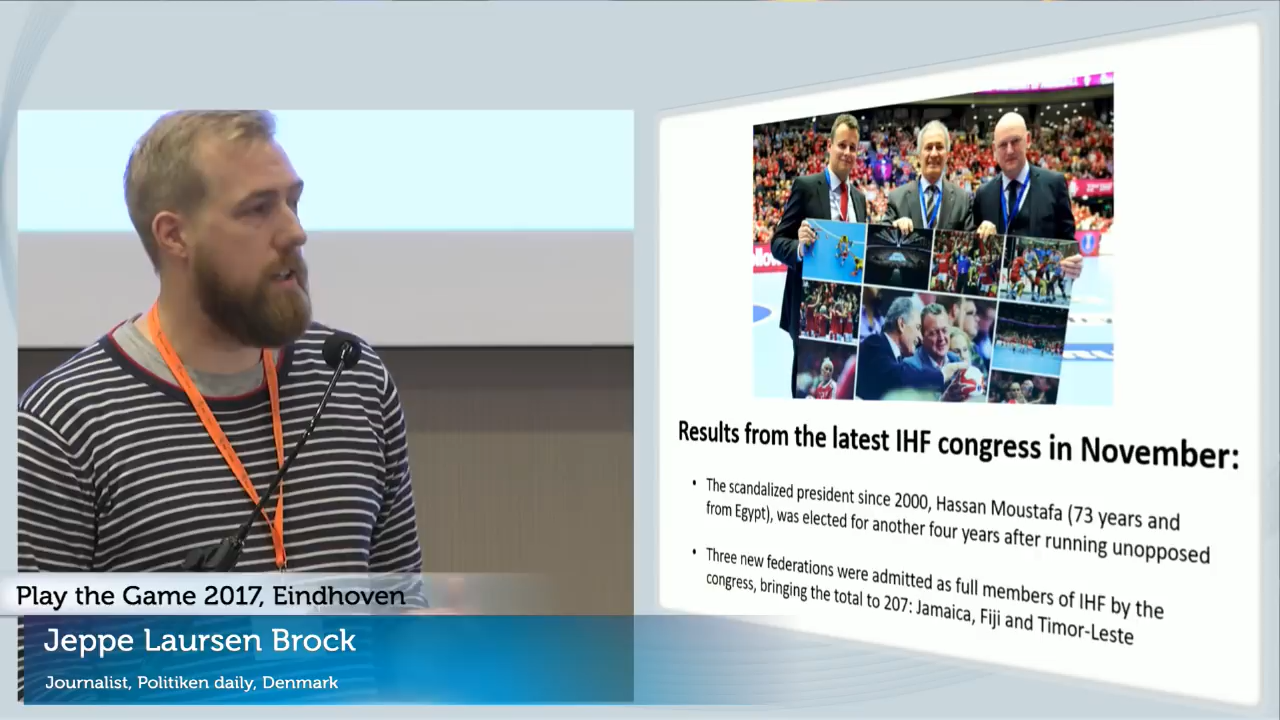 Results from the latest IHF congress in November:
• The scandalized president since 2000, Hassan Moustafa (73 years and
from Egypt), was elected for another four years after running unopposed
• Three new federations were admitted as full members of IHF by the
congress, bringing the total to 207: Jamaica, Fiji and Timor-Leste
Play the Game 2017, Eindhoven
Jeppe Laursen Brock
Journalist, Politiken daily, Denmark